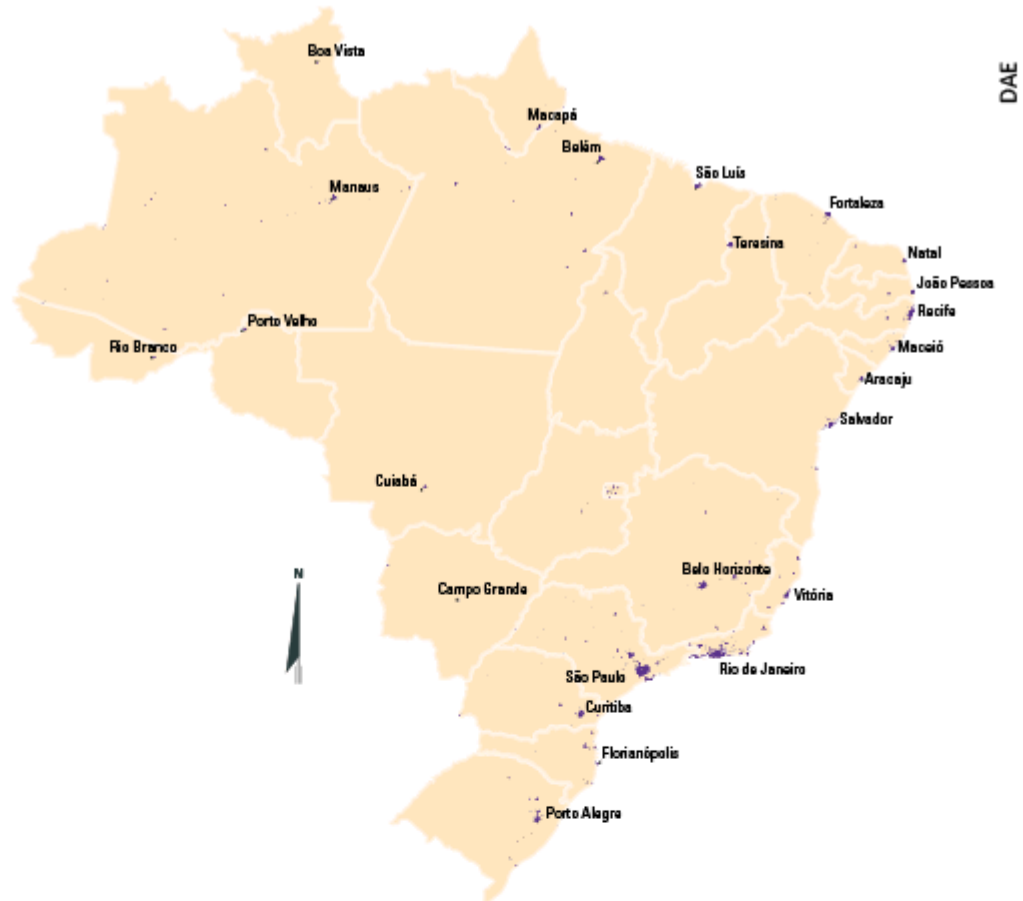 Boa Vista
DAE
Macapá
Belém
São Luís
Manaus
Fortaleza
Teresina
Natal
João Pessoa
Recife
Porto Velho
Rio Branco
Maceió
Aracaju
Salvador
Cuiabá
Belo Horizonte
N
Campo Grande
Vitória
São Paulo
Rio de Janeiro
Curitiba
Florianópolis
Porto Alegre